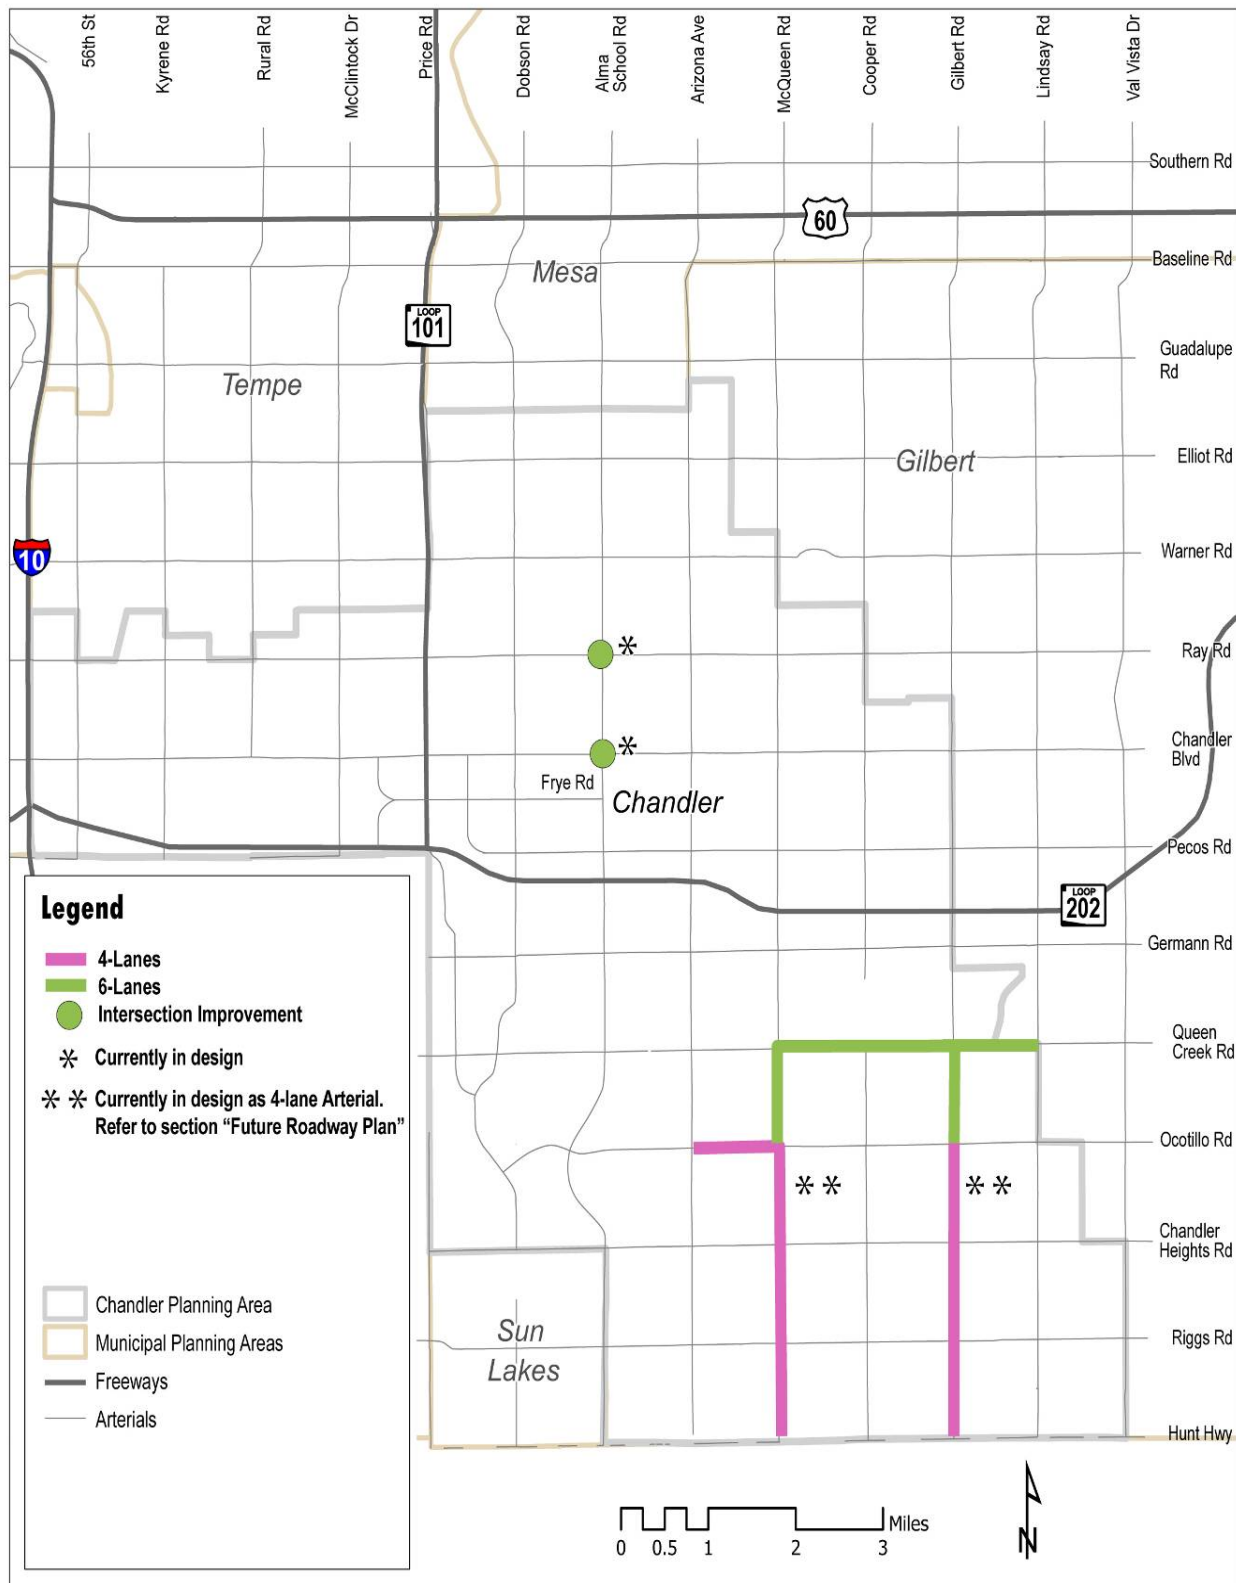 56th St
Kyrene Rd
Rural Rd
McClintock Dr
Price Rd
Dobson Rd
Alma
School Rd
Arizona Ave
McQueen Rd
Cooper Rd
Gilbert Rd
Lindsay Rd
Val Vista Dr
Southern Rd
60
Baseline Rd
Mesa
LOOP
101
Guadalupe
Rd
Tempe
Elliot Rd
Gilbert
Warner Rd
10
*
Ray Rd
*
Chandler
Blvd
Frye Rd
Chandler
Pecos Rd
LOOP
202
Germann Rd
Queen
Creek Rd
Ocotillo Rd
* *
* *
Chandler
Heights Rd
Sun
Lakes
Riggs Rd
Hunt Hwy
Legend
4-Lanes
6-Lanes
Intersection Improvement
* Currently in design
* * Currently in design as 4-lane Arterial.
Refer to section “Future Roadway Plan”
Chandler Planning Area
Municipal Planning Areas
Freeways
Arterials
Miles
0 0.5 1 2 3
N